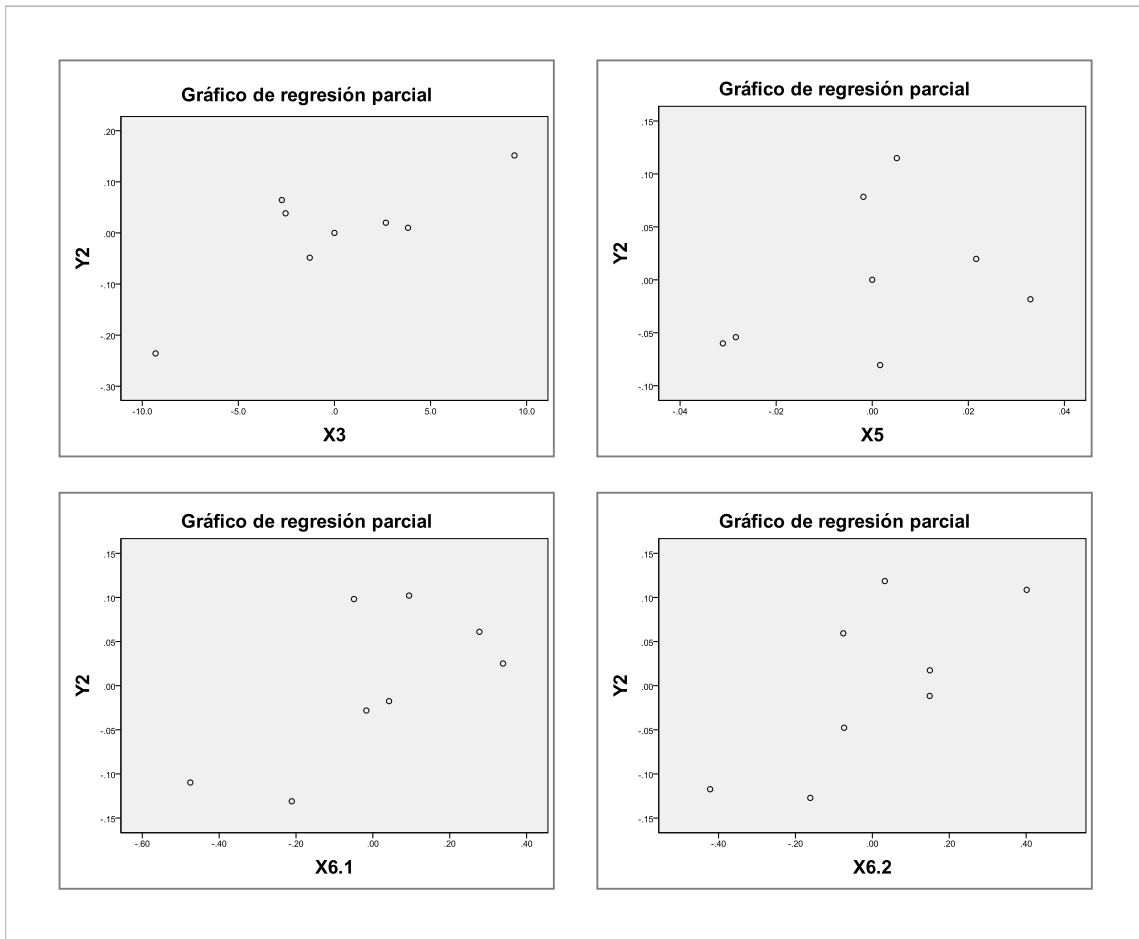 Gráfico de regresión parcial
.20
.10
.00
-.10
-.20
-.30
Y2
-10.0 -5.0 .0 5.0 10.0
X3
Gráfico de regresión parcial
.15
.10
.05
.00
-.05
-.10
Y2
-.04 -.02 .00 .02 .04
X5
Gráfico de regresión parcial
.15
.10
.05
.00
-.05
-.10
-.15
Y2
-.60 -.40 -.20 .00 .20 .40
X6.1
Gráfico de regresión parcial
.15
.10
.05
.00
-.05
-.10
-.15
Y2
-.40 -.20 .00 .20 .40
X6.2